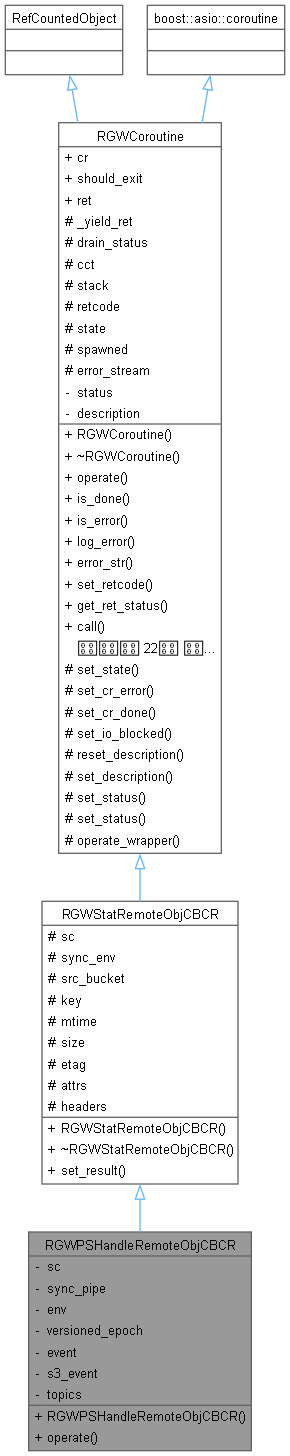 RefCountedObject
boost::asio::coroutine
RGWCoroutine
+ cr
+ should_exit
+ ret
# _yield_ret
# drain_status
# cct
# stack
# retcode
# state
# spawned
# error_stream
- status
- description
+ RGWCoroutine()
+ ~RGWCoroutine()
+ operate()
+ is_done()
+ is_error()
+ log_error()
+ error_str()
+ set_retcode()
+ get_ret_status()
+ call()
22 ...
# set_state()
# set_cr_error()
# set_cr_done()
# set_io_blocked()
# reset_description()
# set_description()
# set_status()
# set_status()
# operate_wrapper()
RGWStatRemoteObjCBCR
# sc
# sync_env
# src_bucket
# key
# mtime
# size
# etag
# attrs
# headers
+ RGWStatRemoteObjCBCR()
+ ~RGWStatRemoteObjCBCR()
+ set_result()
RGWPSHandleRemoteObjCBCR
- sc
- sync_pipe
- env
- versioned_epoch
- event
- s3_event
- topics
+ RGWPSHandleRemoteObjCBCR()
+ operate()